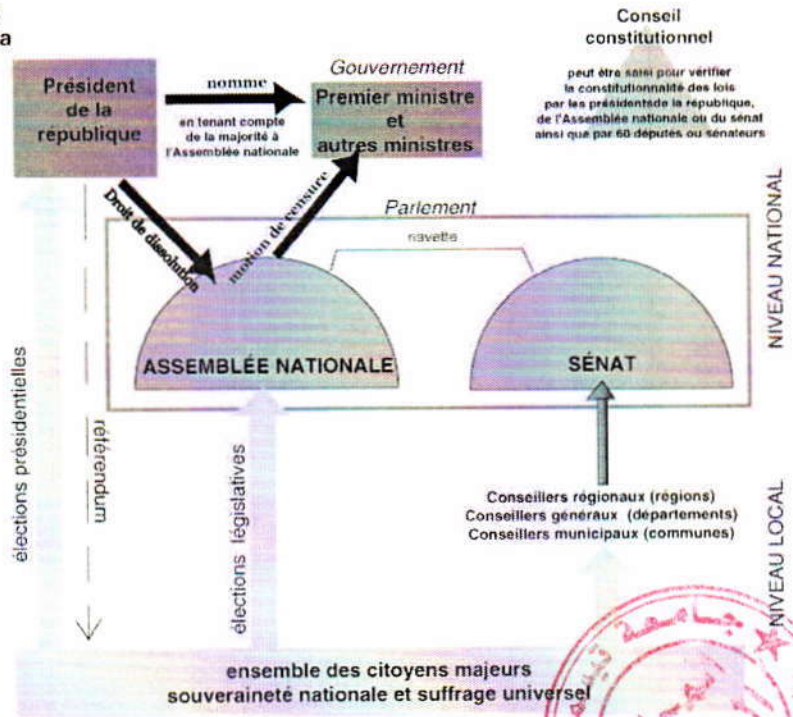 a
Conseil
constitutionnel
peut être saisi pour vérifier
la constitutionnalité des lois
par les présidentsde la république,
de l'Assemblée nationale ou du sénat
ainsi que par 60 députés ou sénateurs
Président
de la
république
nomme
en tenant compte
de la majorité à
l'Assemblée nationale
Gouvernement
Premier ministre
et
autres ministres
Droit de dissolution
motion de censure
Parlement
navette
ASSEMBLÉE NATIONALE
SÉNAT
NIVEAU NATIONAL
élections présidentielles
référendum
élections législatives
Conseillers régionaux (régions)
Conseillers généraux (départements)
Conseillers municipaux (communes)
NIVEAU LOCAL
ensemble des citoyens majeurs
souveraineté nationale et suffrage universel
جامعة